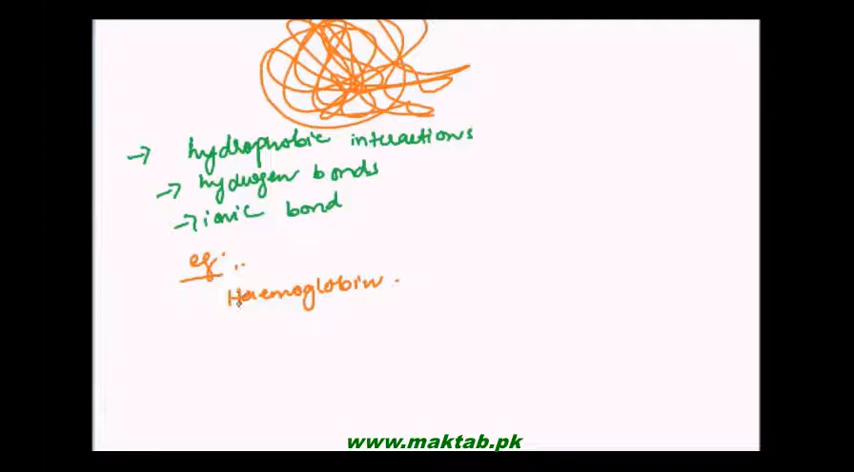 → hydrophobic interactions
→ hydrogen bonds
→ ionic bond
eg:..
Haemoglobin.
www.maktab.pk